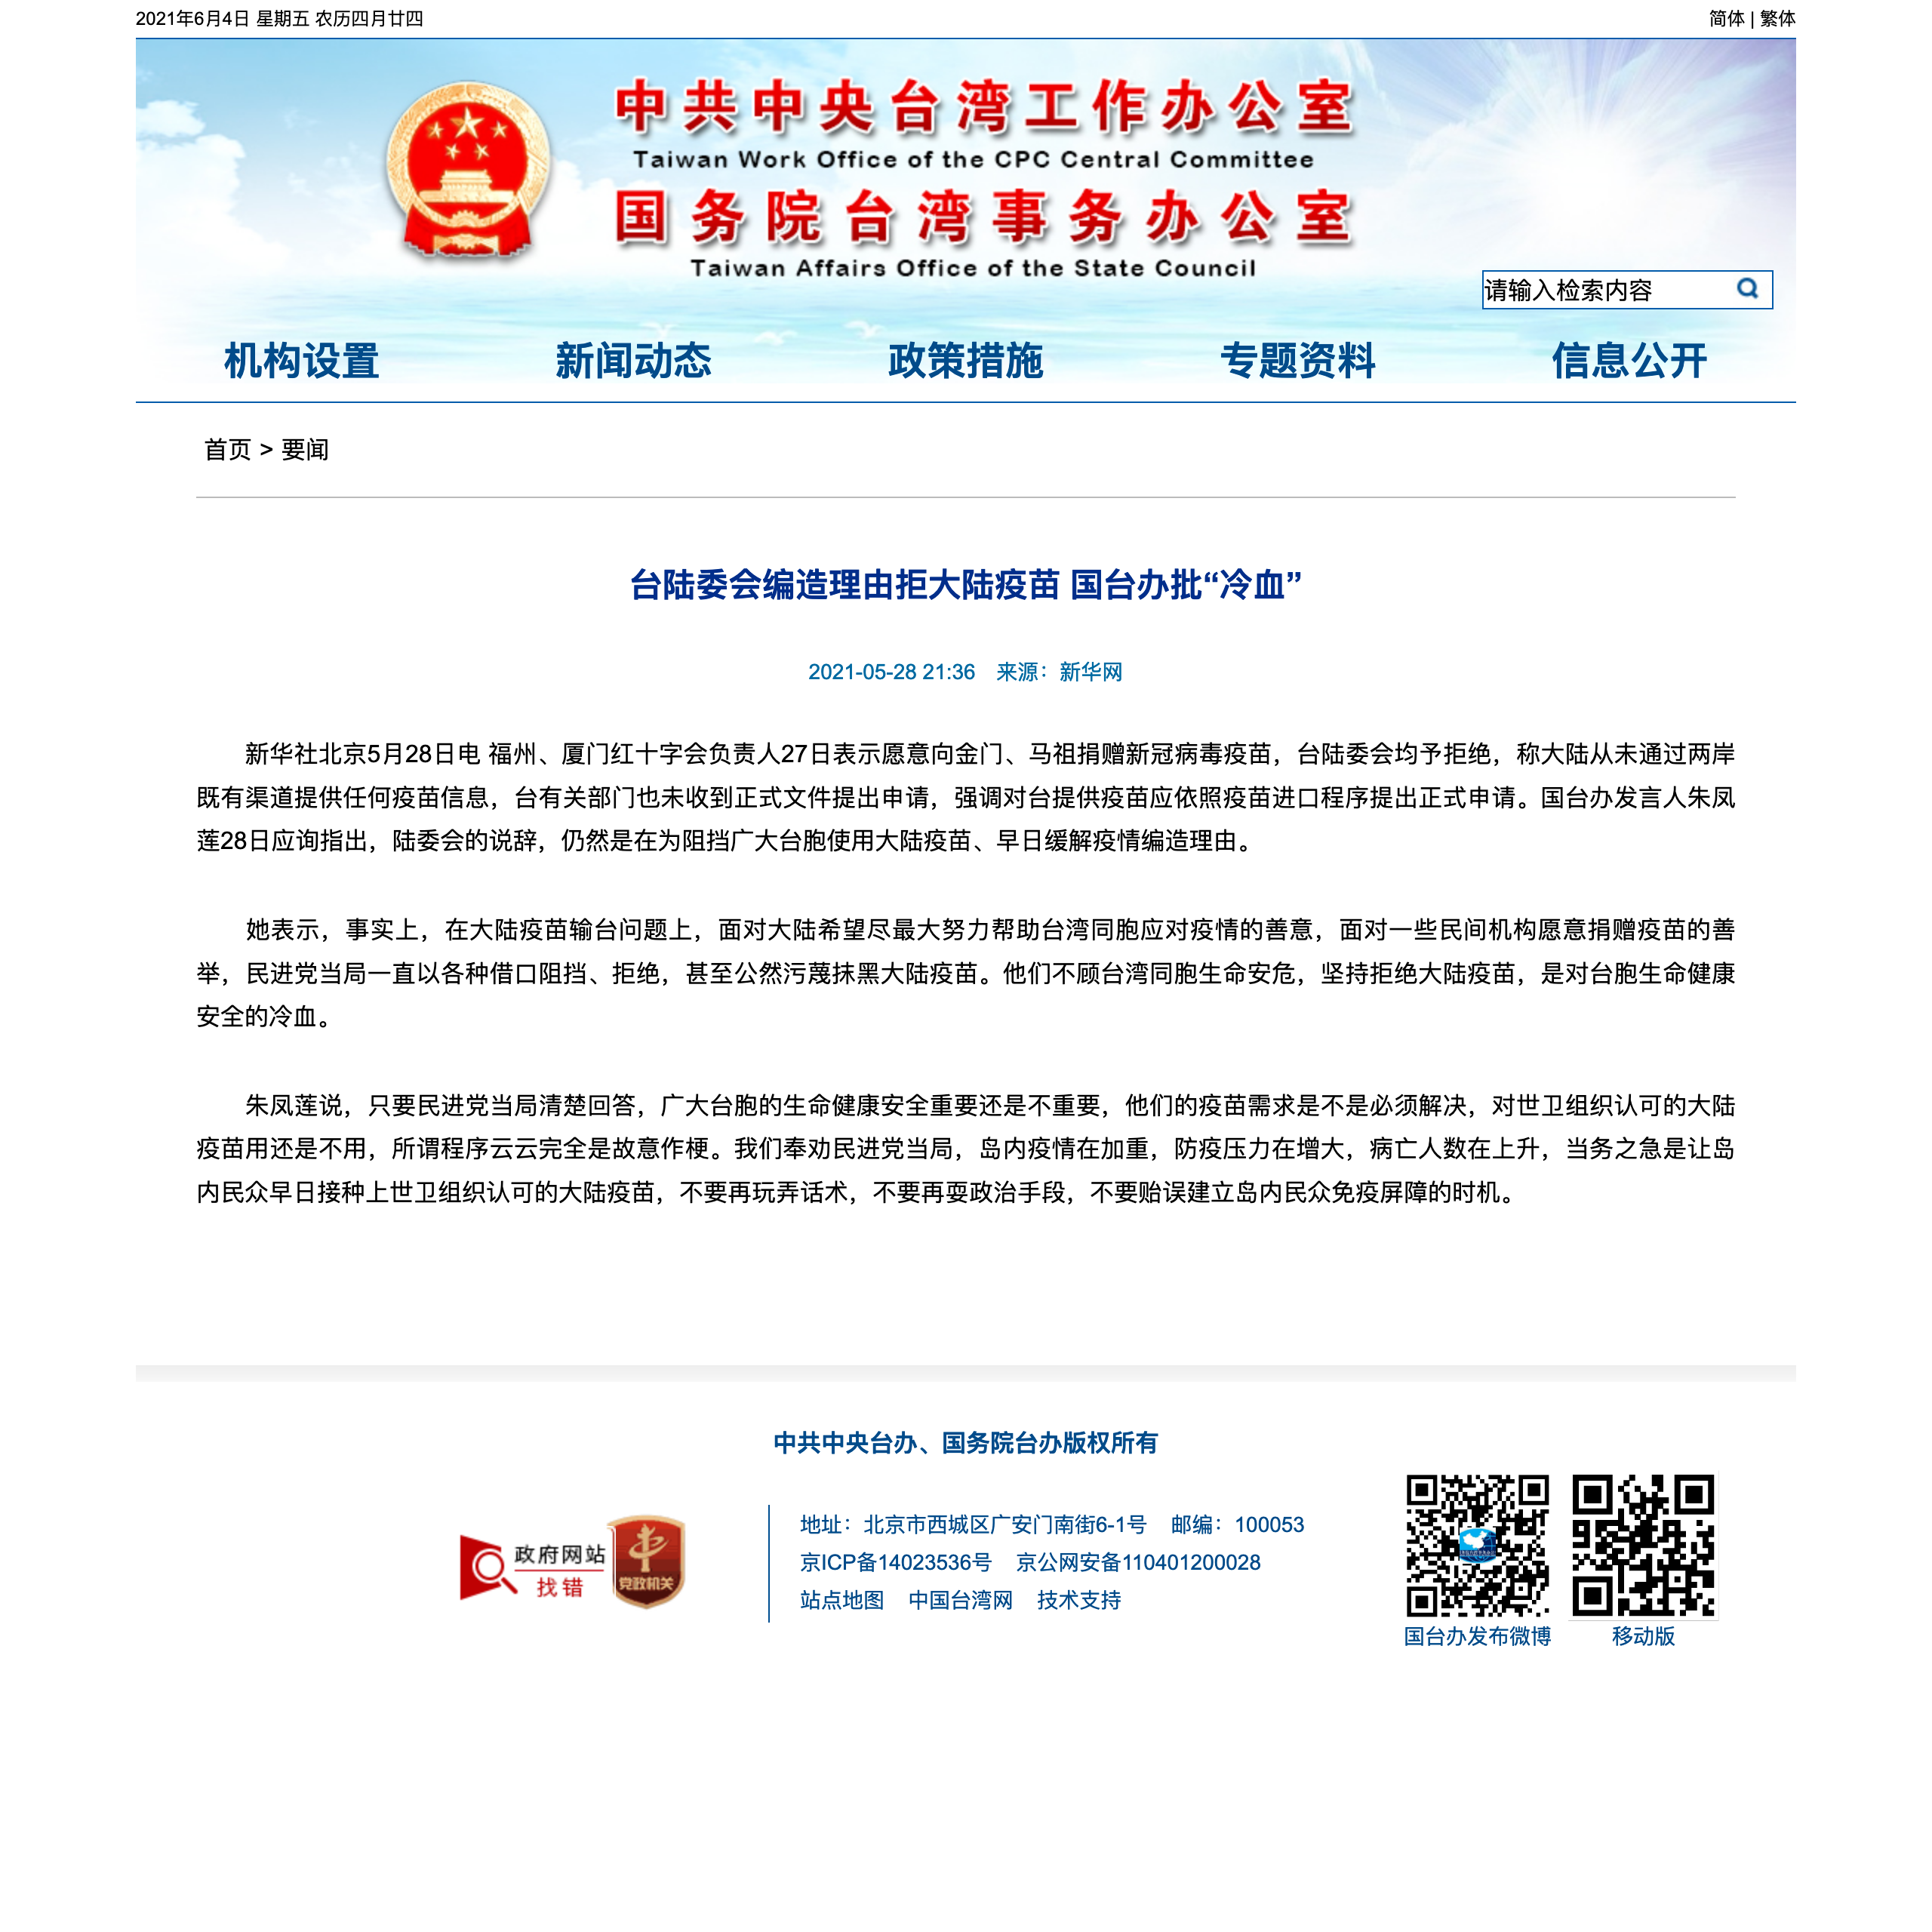 2021年6月4日 星期五 农历四月廿四
简体 | 繁体
中共中央台湾工作办公室
Taiwan Work Office of the CPC Central Committee
国务院台湾事务办公室
Taiwan Affairs Office of the State Council
请输入检索内容
机构设置 新闻动态 政策措施 专题资料 信息公开
首页 > 要闻
台陆委会编造理由拒大陆疫苗 国台办批“冷血”
2021-05-28 21:36 来源：新华网
新华社北京5月28日电 福州、厦门红十字会负责人27日表示愿意向金门、马祖捐赠新冠病毒疫苗，台陆委会均予拒绝，称大陆从未通过两岸
既有渠道提供任何疫苗信息，台有关部门也未收到正式文件提出申请，强调对台提供疫苗应依照疫苗进口程序提出正式申请。国台办发言人朱凤
莲28日应询指出，陆委会的说辞，仍然是在为阻挡广大台胞使用大陆疫苗、早日缓解疫情编造理由。
她表示，事实上，在大陆疫苗输台问题上，面对大陆希望尽最大努力帮助台湾同胞应对疫情的善意，面对一些民间机构愿意捐赠疫苗的善
举，民进党当局一直以各种借口阻挡、拒绝，甚至公然污蔑抹黑大陆疫苗。他们不顾台湾同胞生命安危，坚持拒绝大陆疫苗，是对台胞生命健康
安全的冷血。
朱凤莲说，只要民进党当局清楚回答，广大台胞的生命健康安全重要还是不重要，他们的疫苗需求是不是必须解决，对世卫组织认可的大陆
疫苗用还是不用，所谓程序云云完全是故意作梗。我们奉劝民进党当局，岛内疫情在加重，防疫压力在增大，病亡人数在上升，当务之急是让岛
内民众早日接种上世卫组织认可的大陆疫苗，不要再玩弄话术，不要再耍政治手段，不要贻误建立岛内民众免疫屏障的时机。
中共中央台办、国务院台办版权所有
政府网站
找错
党政机关
地址：北京市西城区广安门南街6-1号 邮编：100053
京ICP备14023536号 京公网安备110401200028
站点地图 中国台湾网 技术支持
国台办发布微博
移动版